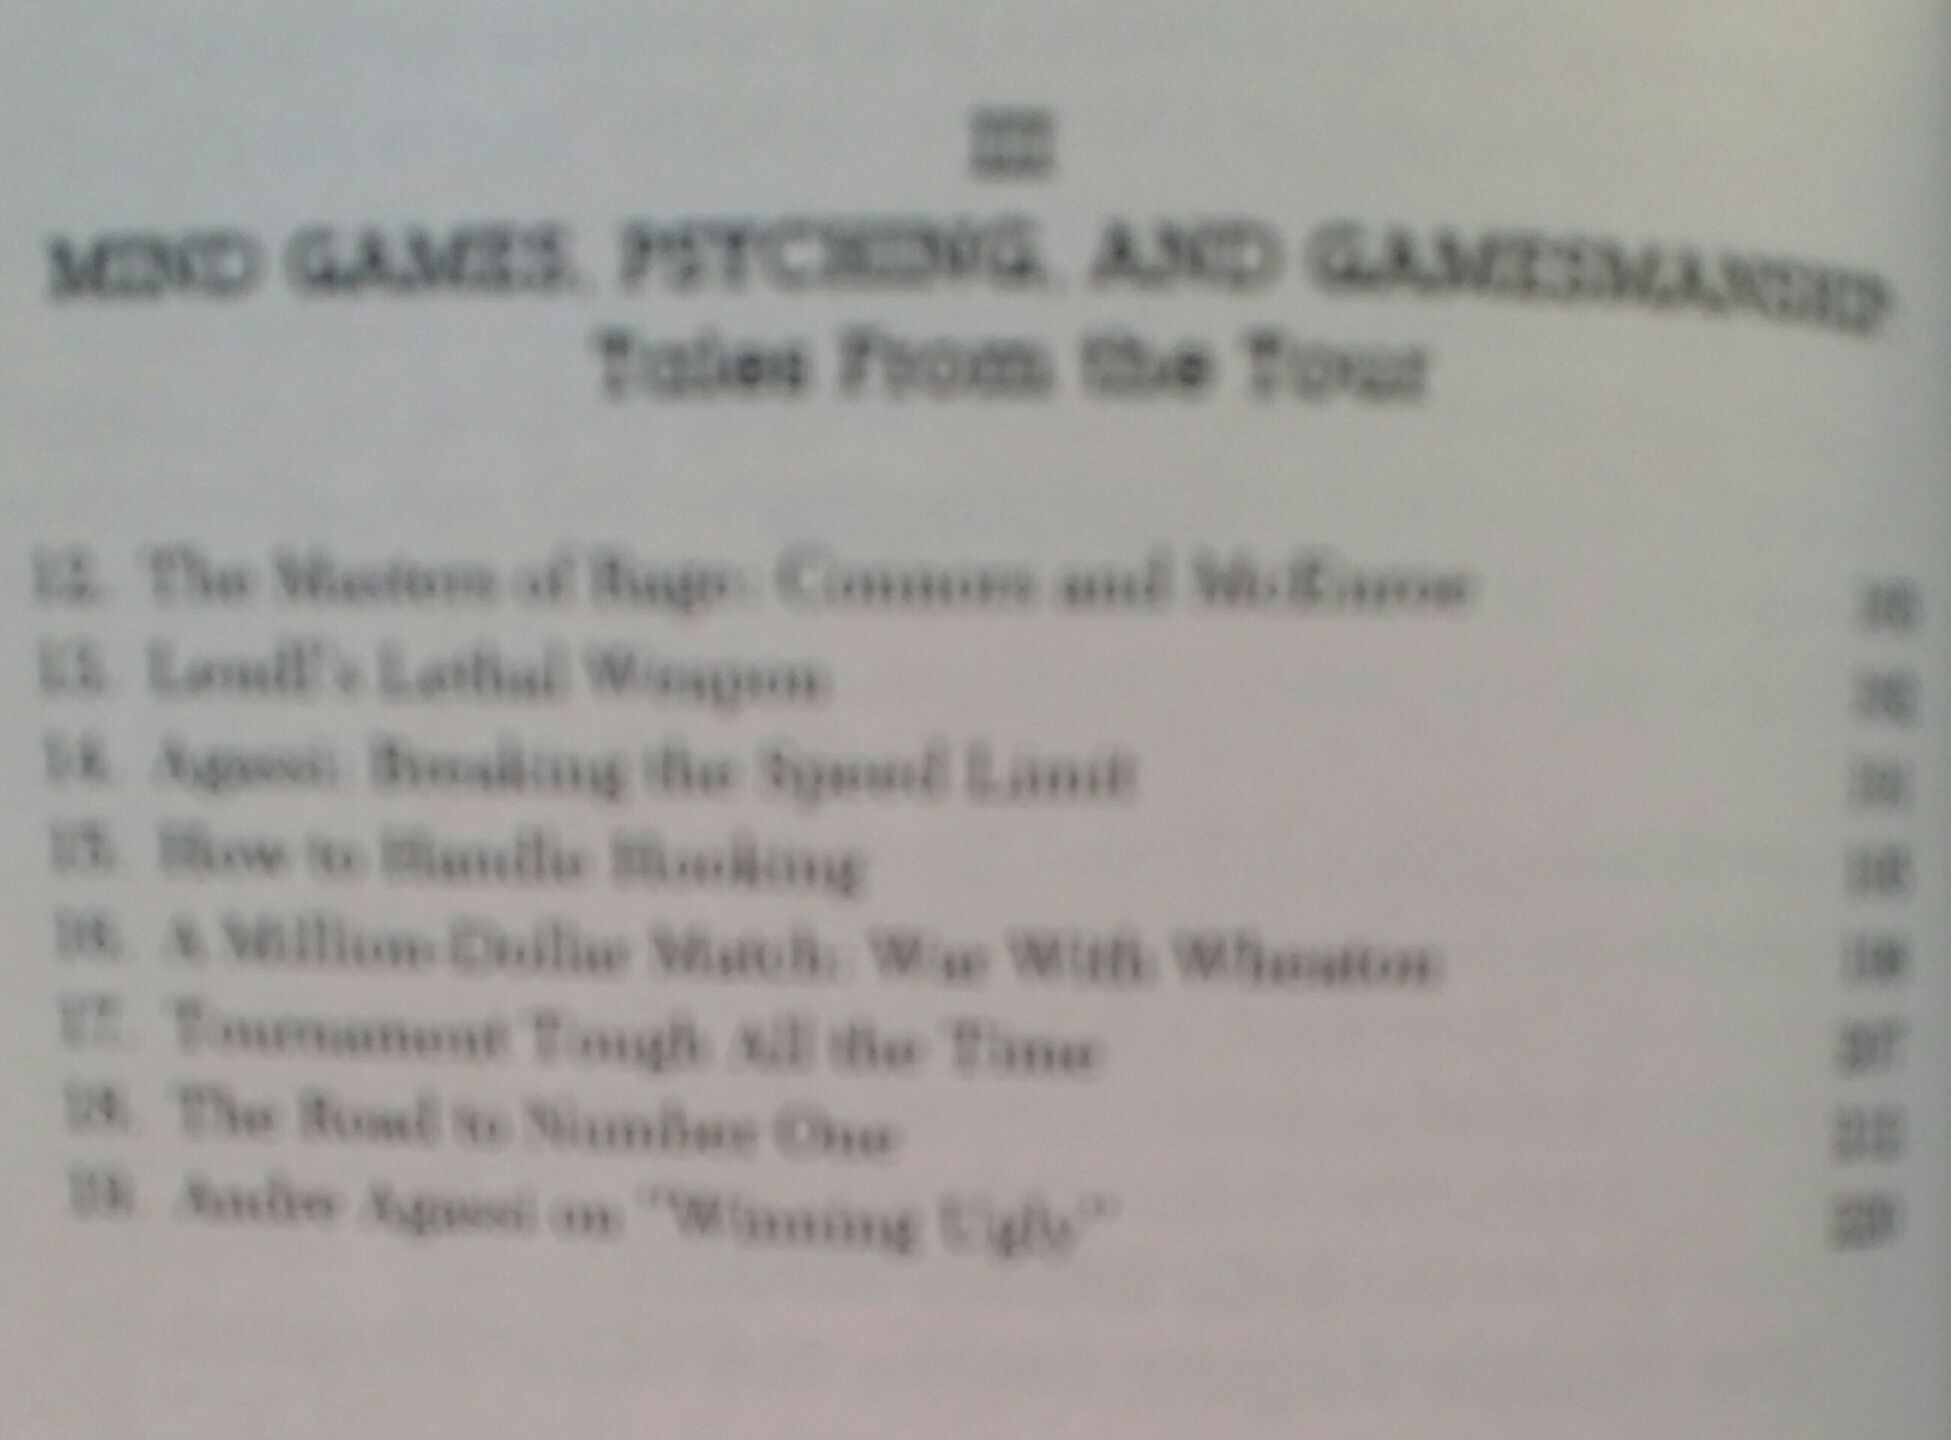 III
MIND GAMES, PSYCHING, AND GAMESMANSHIP
Tales From the Tour
12. The Masters of Rage: Connors and McEnroe
13. Lendl's Lethal Weapon
14. Agassi: Breaking the Speed Limit
15. How to Handle Hooking
16. A Million-Dollar Match: War With Wheaton
17. Tournament Tough All the Time
18. The Road to Number One
19. Andre Agassi on "Winning Ugly"